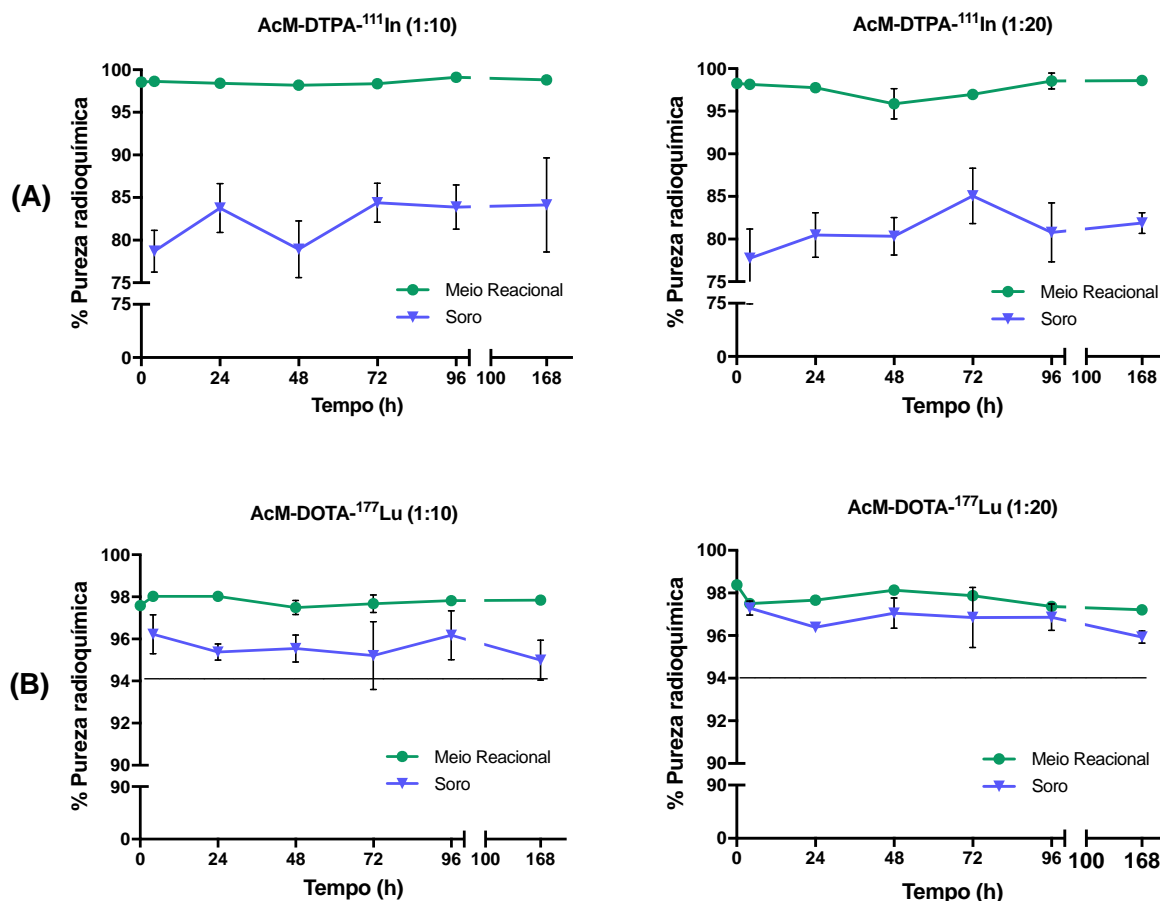 AcM-DTPA-¹¹¹In (1:10)
% Pureza radioquímica
100
95
90
85
80
75
75
0
Meio Reacional
Soro
0 24 48 72 96 100 168
Tempo (h)
(A)
AcM-DTPA-¹¹¹In (1:20)
% Pureza radioquímica
100
95
90
85
80
75
75
0
Meio Reacional
Soro
0 24 48 72 96 100 168
Tempo (h)
AcM-DOTA-¹⁷⁷Lu (1:10)
% Pureza radioquímica
100
98
96
94
92
90
90
0
Meio Reacional
Soro
0 24 48 72 96 100 168
Tempo (h)
(B)
AcM-DOTA-¹⁷⁷Lu (1:20)
% Pureza radioquímica
100
98
96
94
92
90
90
0
Meio Reacional
Soro
0 24 48 72 96 100 168
Tempo (h)